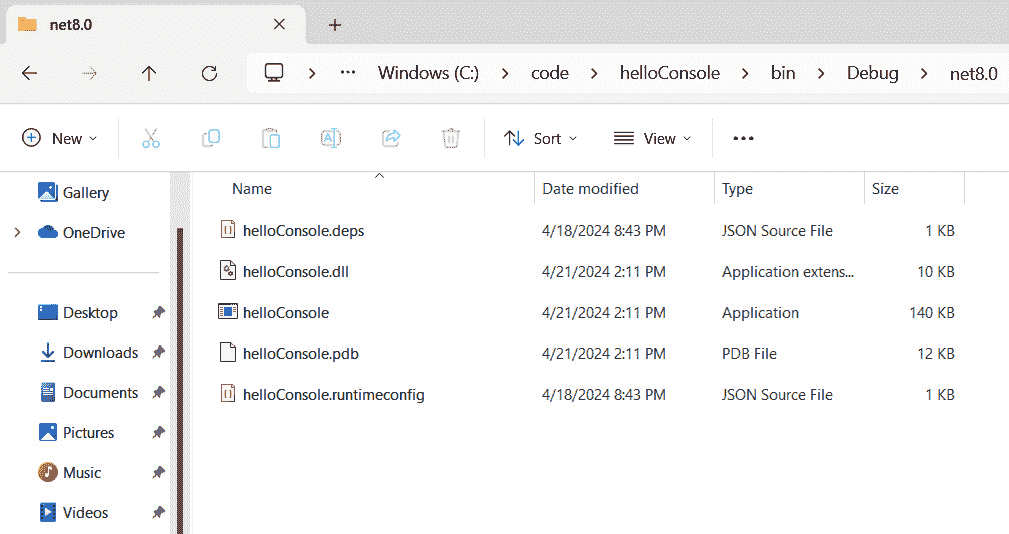 net8.0
Windows (C:) code helloConsole bin Debug net8.0
New Sort View
Gallery
OneDrive
Desktop
Downloads
Documents
Pictures
Music
Videos
Name Date modified Type Size
helloConsole.deps 4/18/2024 8:43 PM JSON Source File 1 KB
helloConsole.dll 4/21/2024 2:11 PM Application extens... 10 KB
helloConsole 4/21/2024 2:11 PM Application 140 KB
helloConsole.pdb 4/21/2024 2:11 PM PDB File 12 KB
helloConsole.runtimeconfig 4/18/2024 8:43 PM JSON Source File 1 KB